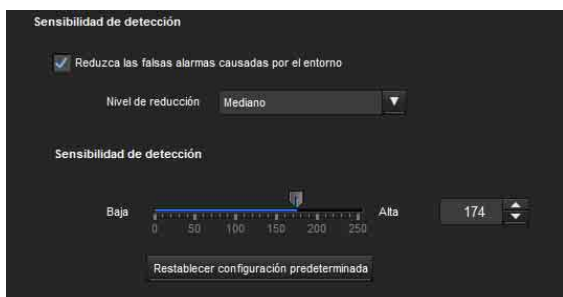 Sensibilidad de detección
Reduzca las falsas alarmas causadas por el entorno
Nivel de reducción Mediano
Sensibilidad de detección
Baja Alta 174
0 50 100 150 200 250
Restablecer configuración predeterminada